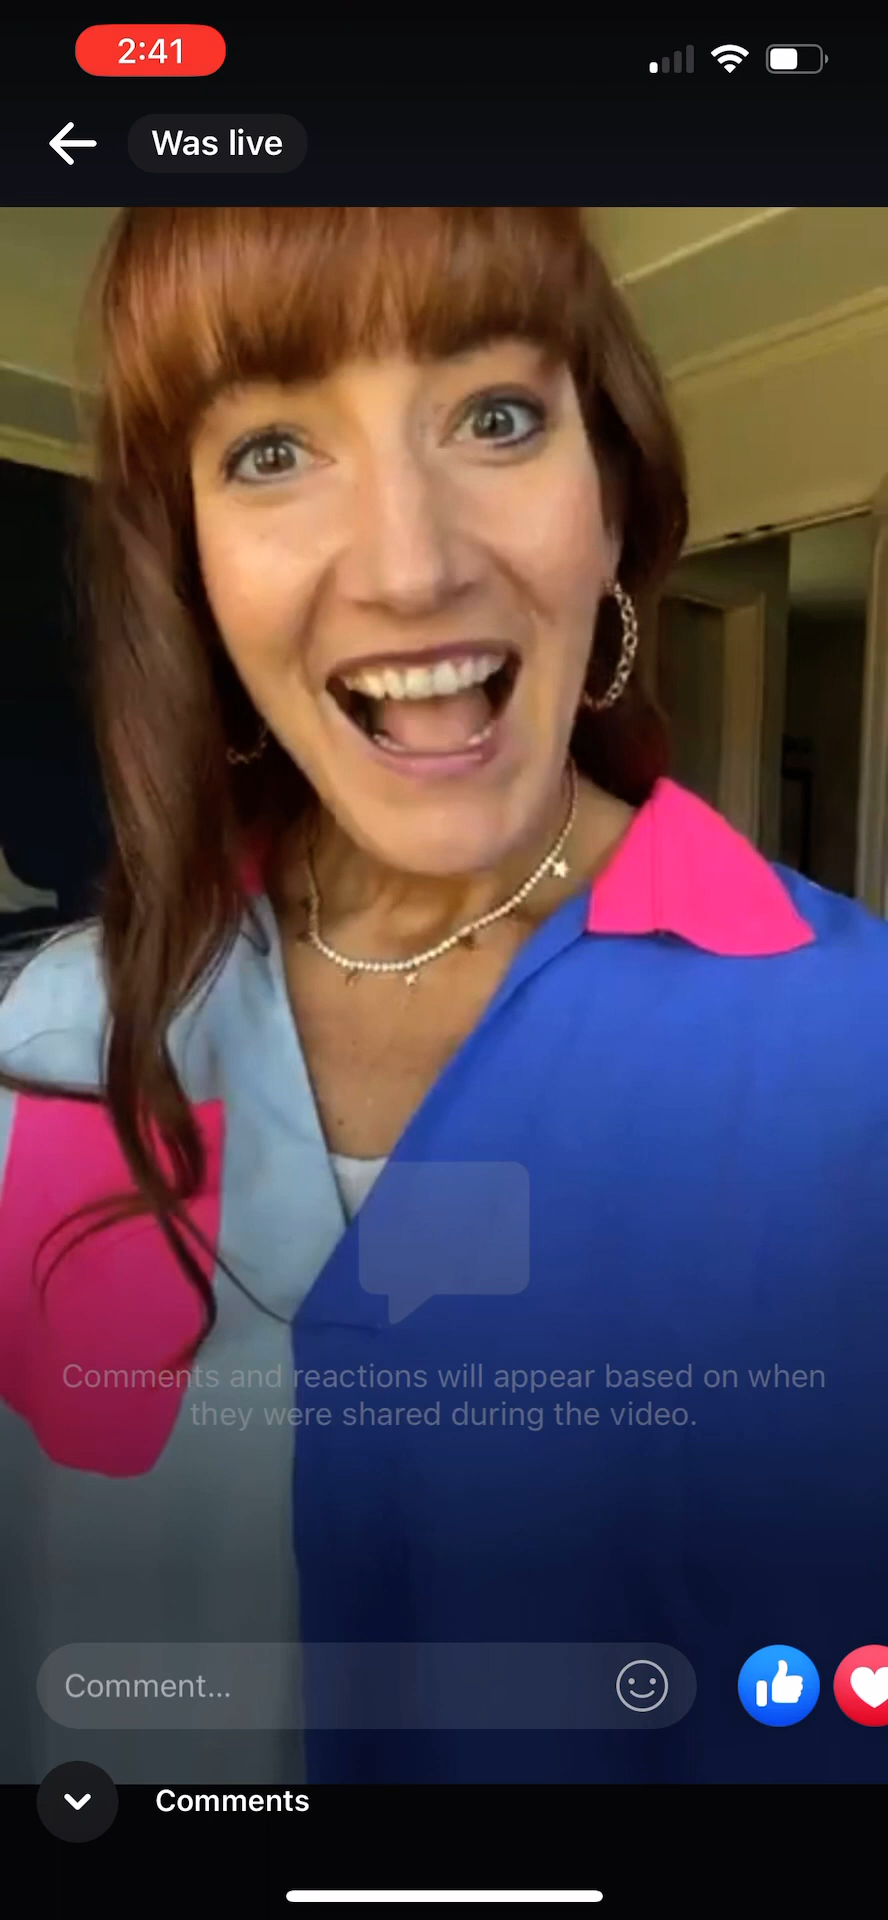 2:41
Was live
Comments and reactions will appear based on when
they were shared during the video.
Comment...
Comments